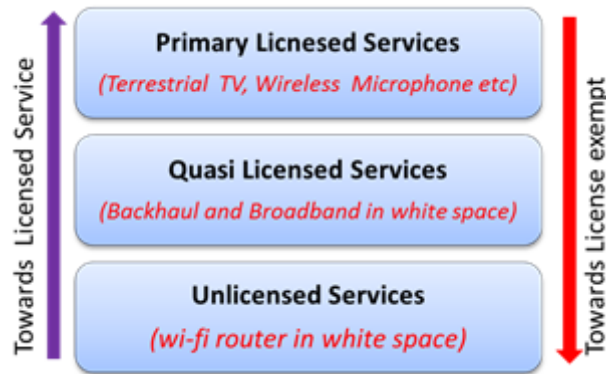 Towards Licensed Service
Primary Licnesed Services
(Terrestrial TV, Wireless Microphone etc)
Quasi Licensed Services
(Backhaul and Broadband in white space)
Unlicensed Services
(wi-fi router in white space)
Towards License exempt